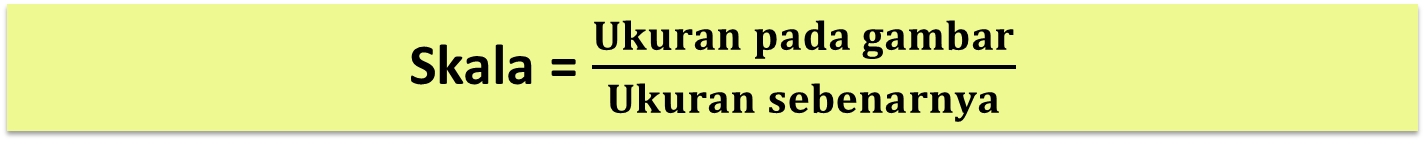 Skala = Ukuran pada gambar
Ukuran sebenarnya